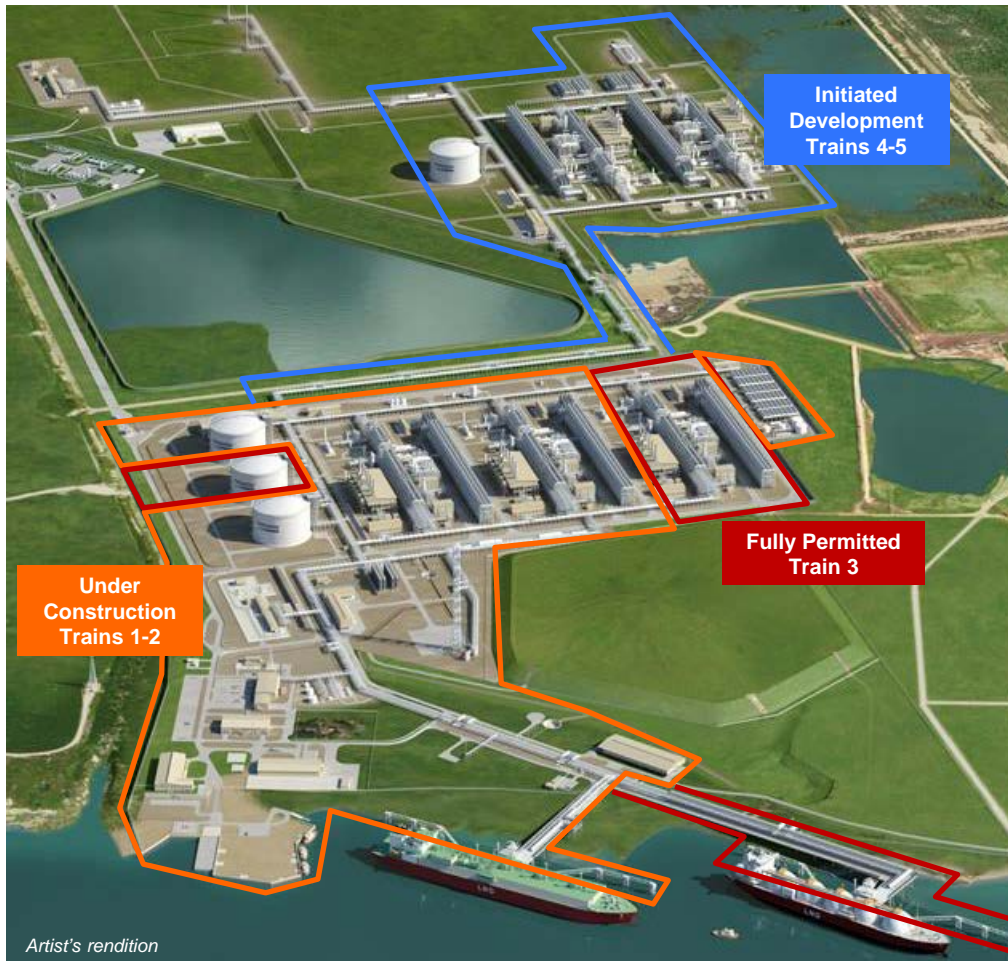 Initiated
Development
Trains 4-5
Fully Permitted
Train 3
Under
Construction
Trains 1-2
LNG
LNG
Artist's rendition